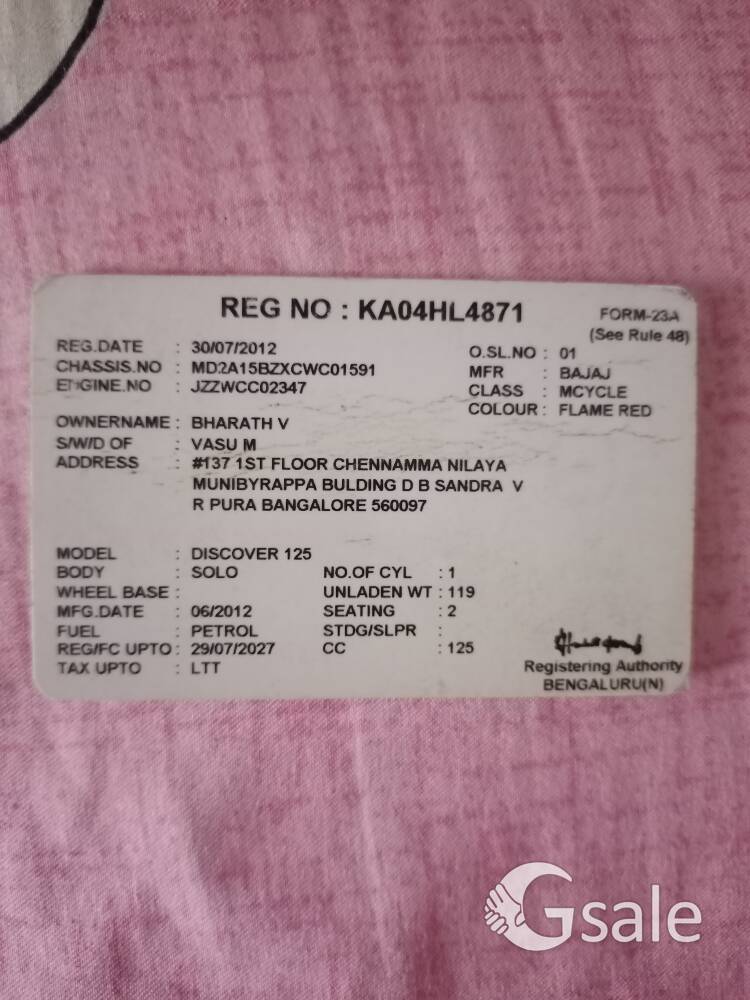 REG NO : KA04HL4871
FORM-23A
(See Rule 48)
REG.DATE : 30/07/2012
CHASSIS.NO : MD2A15BZXCWC01591
ENGINE.NO : JZZWCC02347
O.SL.NO : 01
MFR : BAJAJ
CLASS : MCYCLE
COLOUR : FLAME RED
OWNERNAME : BHARATH V
S/W/D OF : VASU M
ADDRESS : #137 1ST FLOOR CHENNAMMA NILAYA
MUNIBYRAPPA BULDING D B SANDRA V
R PURA BANGALORE 560097
MODEL : DISCOVER 125
BODY : SOLO NO.OF CYL : 1
WHEEL BASE : UNLADEN WT : 119
MFG.DATE : 06/2012 SEATING : 2
FUEL : PETROL STDG/SLPR :
REG/FC UPTO : 29/07/2027 CC : 125
TAX UPTO : LTT
Registering Authority
BENGALURU(N)
Gsale